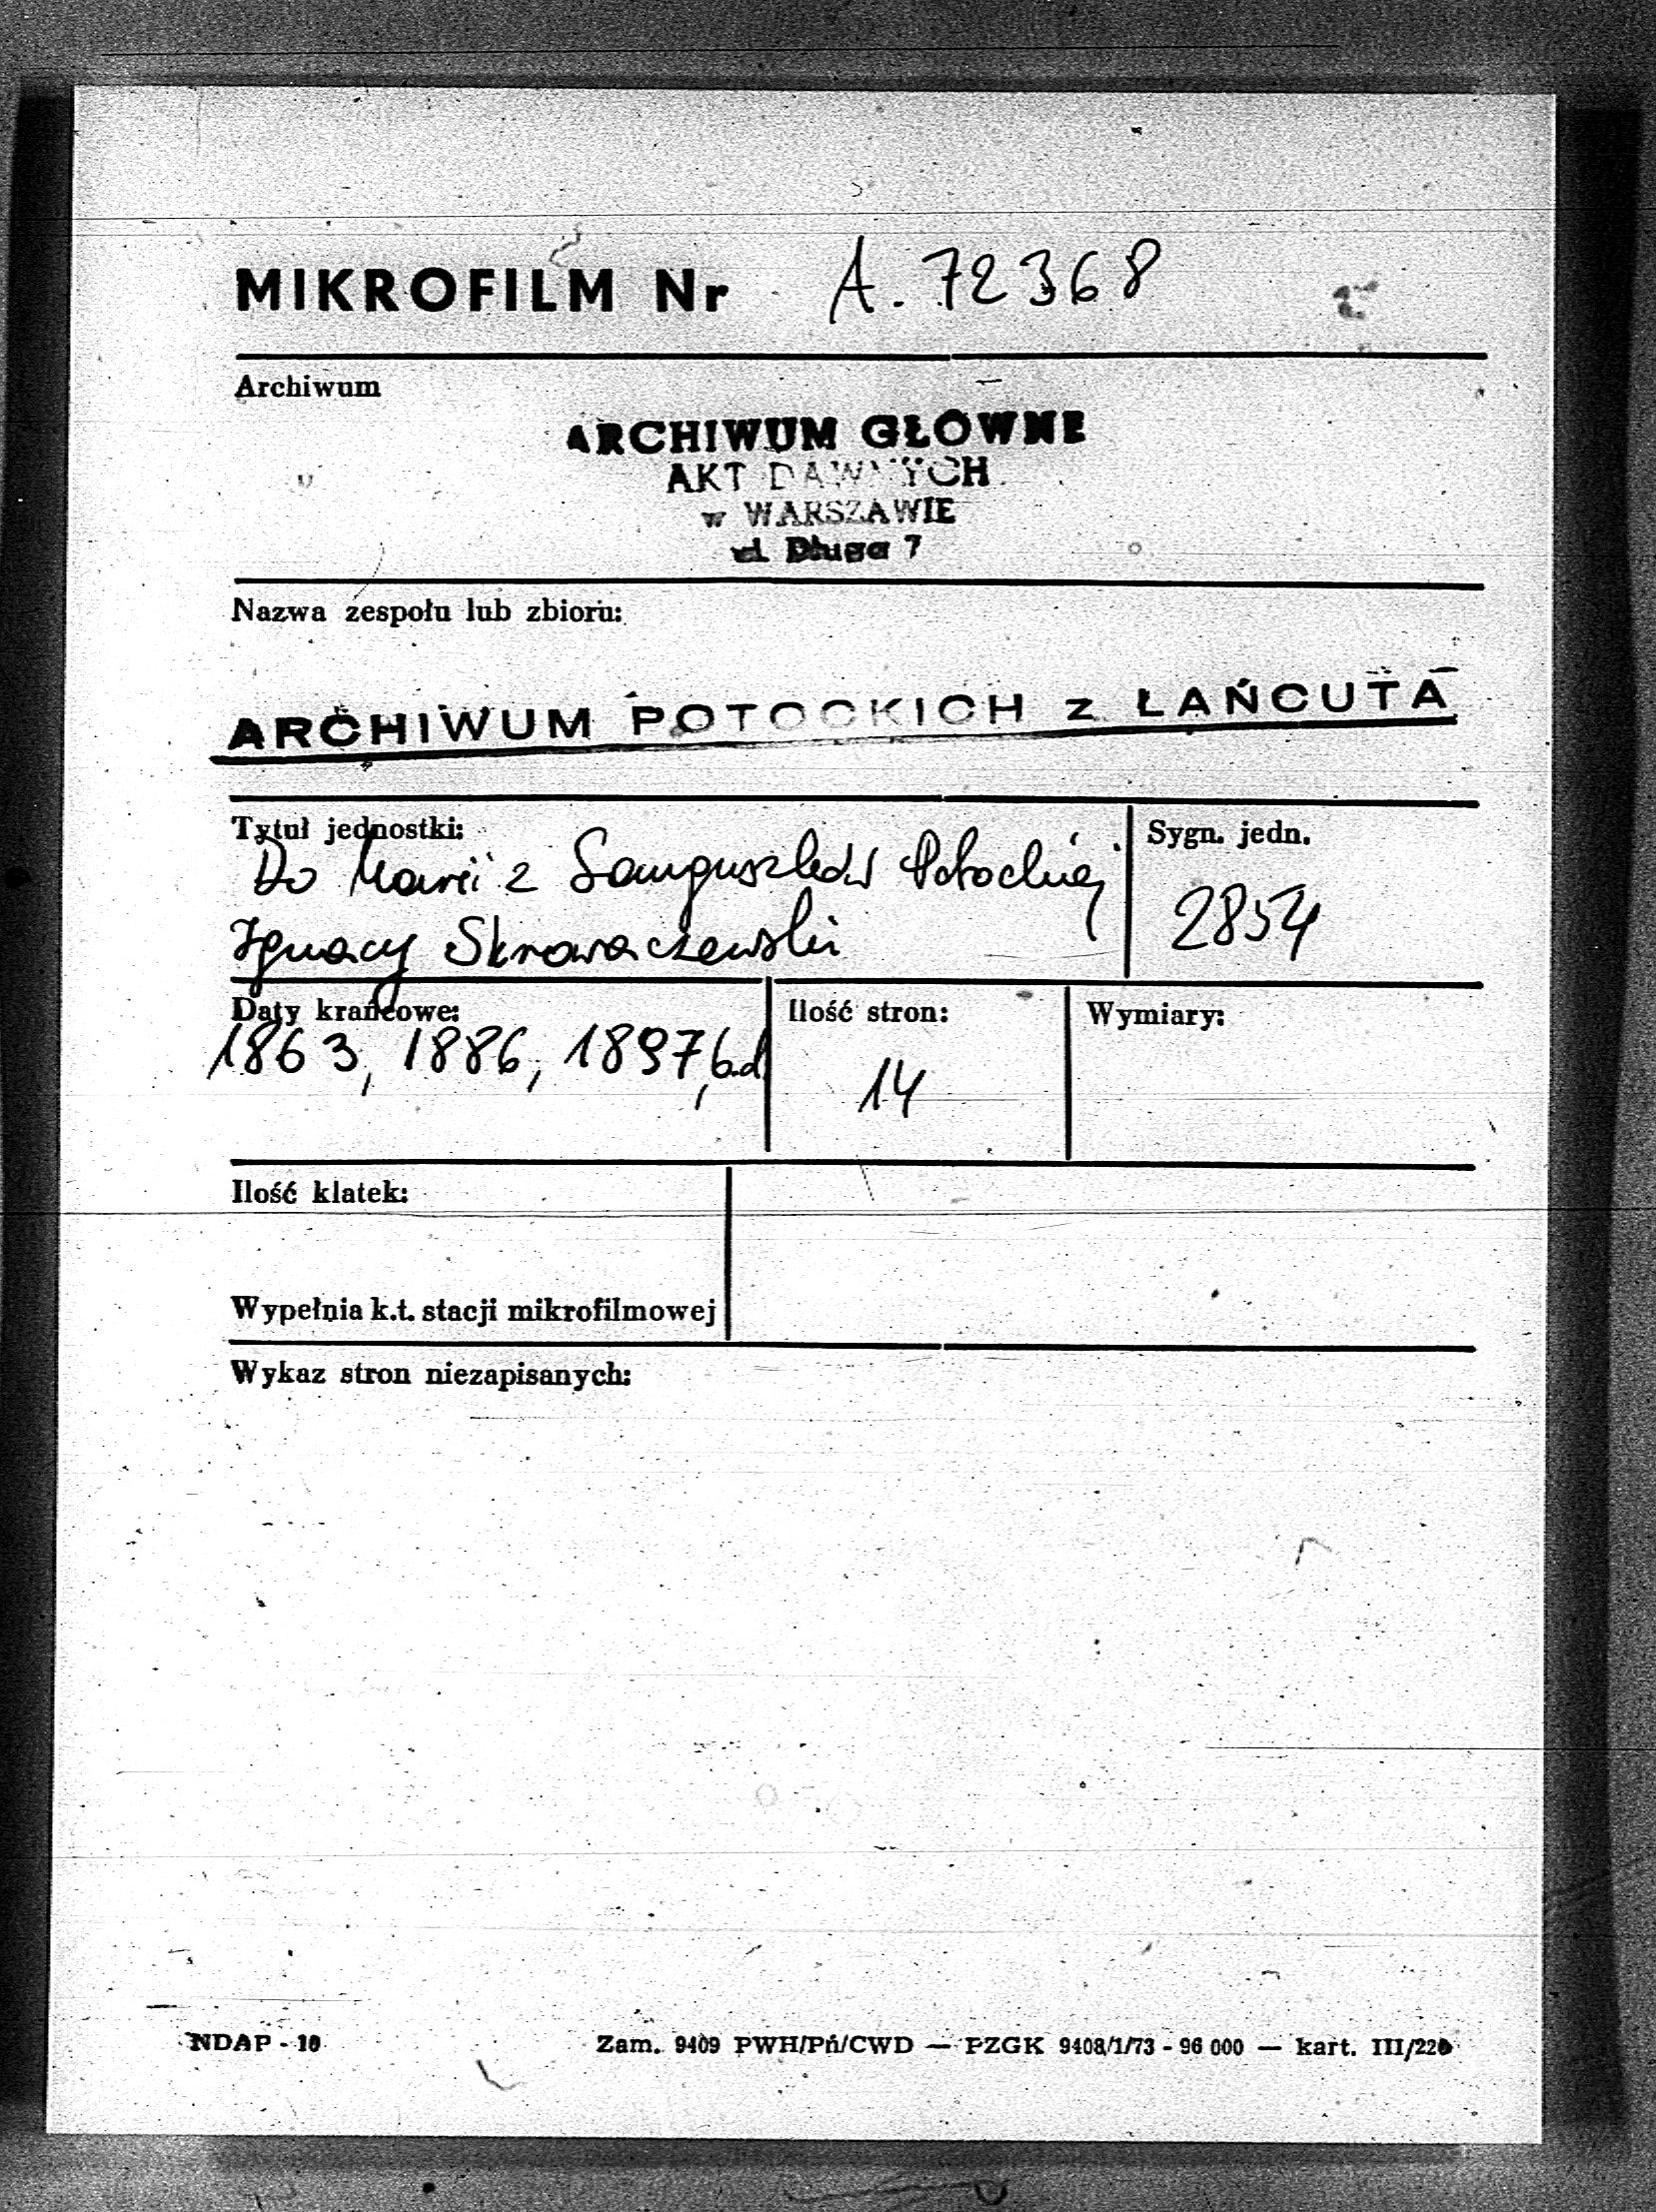 MIKROFILM Nr A. 72368
Archiwum
ARCHIWUM GŁÓWNE
AKT DAWNYCH
w WARSZAWIE
ul. Długa 7
Nazwa zespołu lub zbioru:
ARCHIWUM POTOCKICH z ŁAŃCUTA
Tytuł jednostki:
Do Marii z Sanguszków Potockiej
Ignacy Skrowaczewski
Sygn. jedn.
2854
Daty krańcowe:
1863, 1886, 1897, b.d.
Ilość stron:
14
Wymiary:
Ilość klatek:
Wypełnia k.t. stacji mikrofilmowej
Wykaz stron niezapisanych:
NDAP - 10
Zam. 9409 PWH/Pń/CWD — PZGK 9408/1/73 - 96 000 — kart. III/220